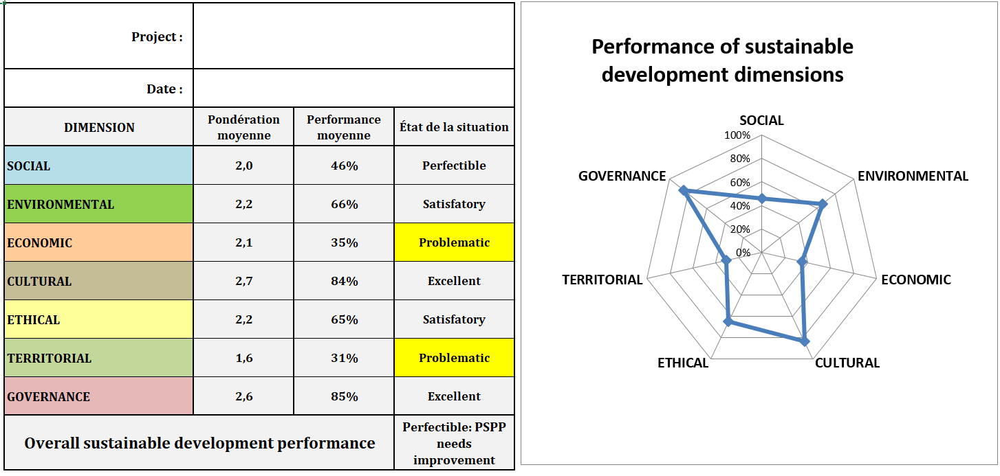 Project :
Date :
DIMENSION
Pondération
moyenne
Performance
moyenne
État de la situation
SOCIAL
2,0
46%
Perfectible
ENVIRONMENTAL
2,2
66%
Satisfatory
ECONOMIC
2,1
35%
Problematic
CULTURAL
2,7
84%
Excellent
ETHICAL
2,2
65%
Satisfatory
TERRITORIAL
1,6
31%
Problematic
GOVERNANCE
2,6
85%
Excellent
Overall sustainable development performance
Perfectible: PSPP
needs
improvement
Performance of sustainable
development dimensions
SOCIAL
100%
80%
60%
40%
20%
0%
GOVERNANCE
ENVIRONMENTAL
TERRITORIAL
ECONOMIC
ETHICAL
CULTURAL